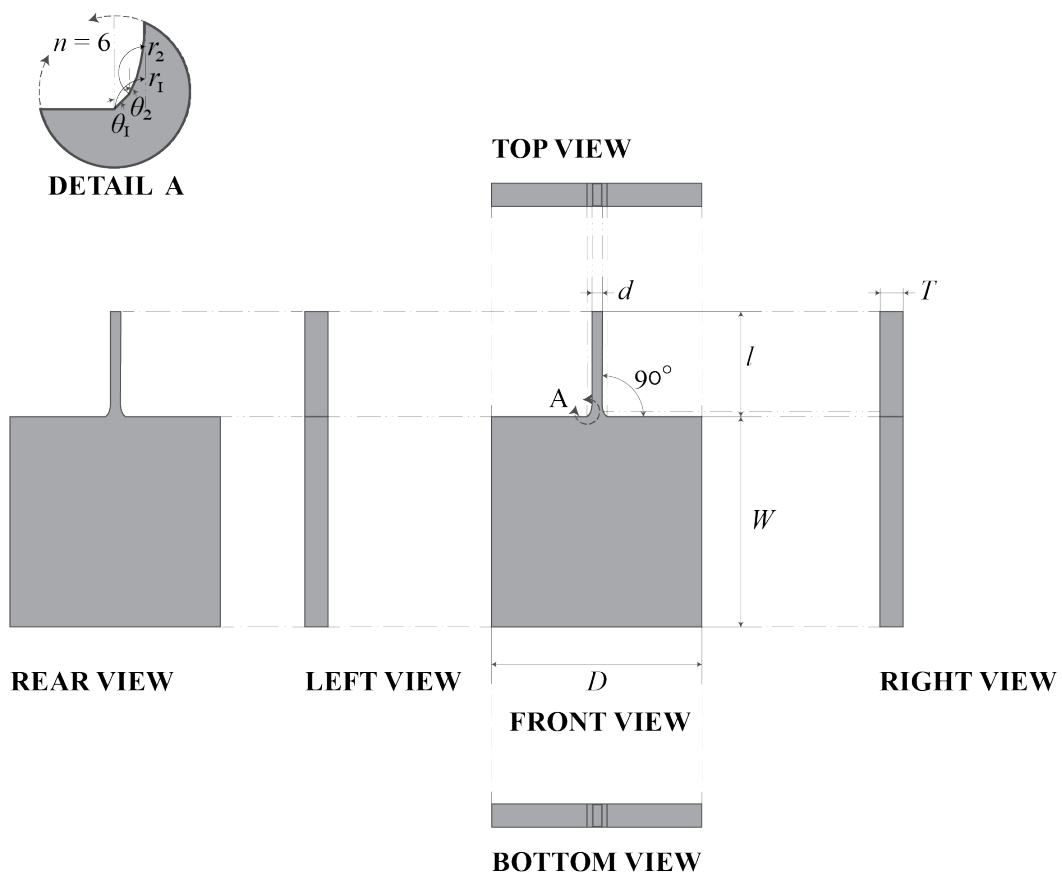 n = 6
r2
r1
θ2
θ1
DETAIL A
TOP VIEW
d
T
l
90°
A
W
REAR VIEW
LEFT VIEW
D
RIGHT VIEW
FRONT VIEW
BOTTOM VIEW